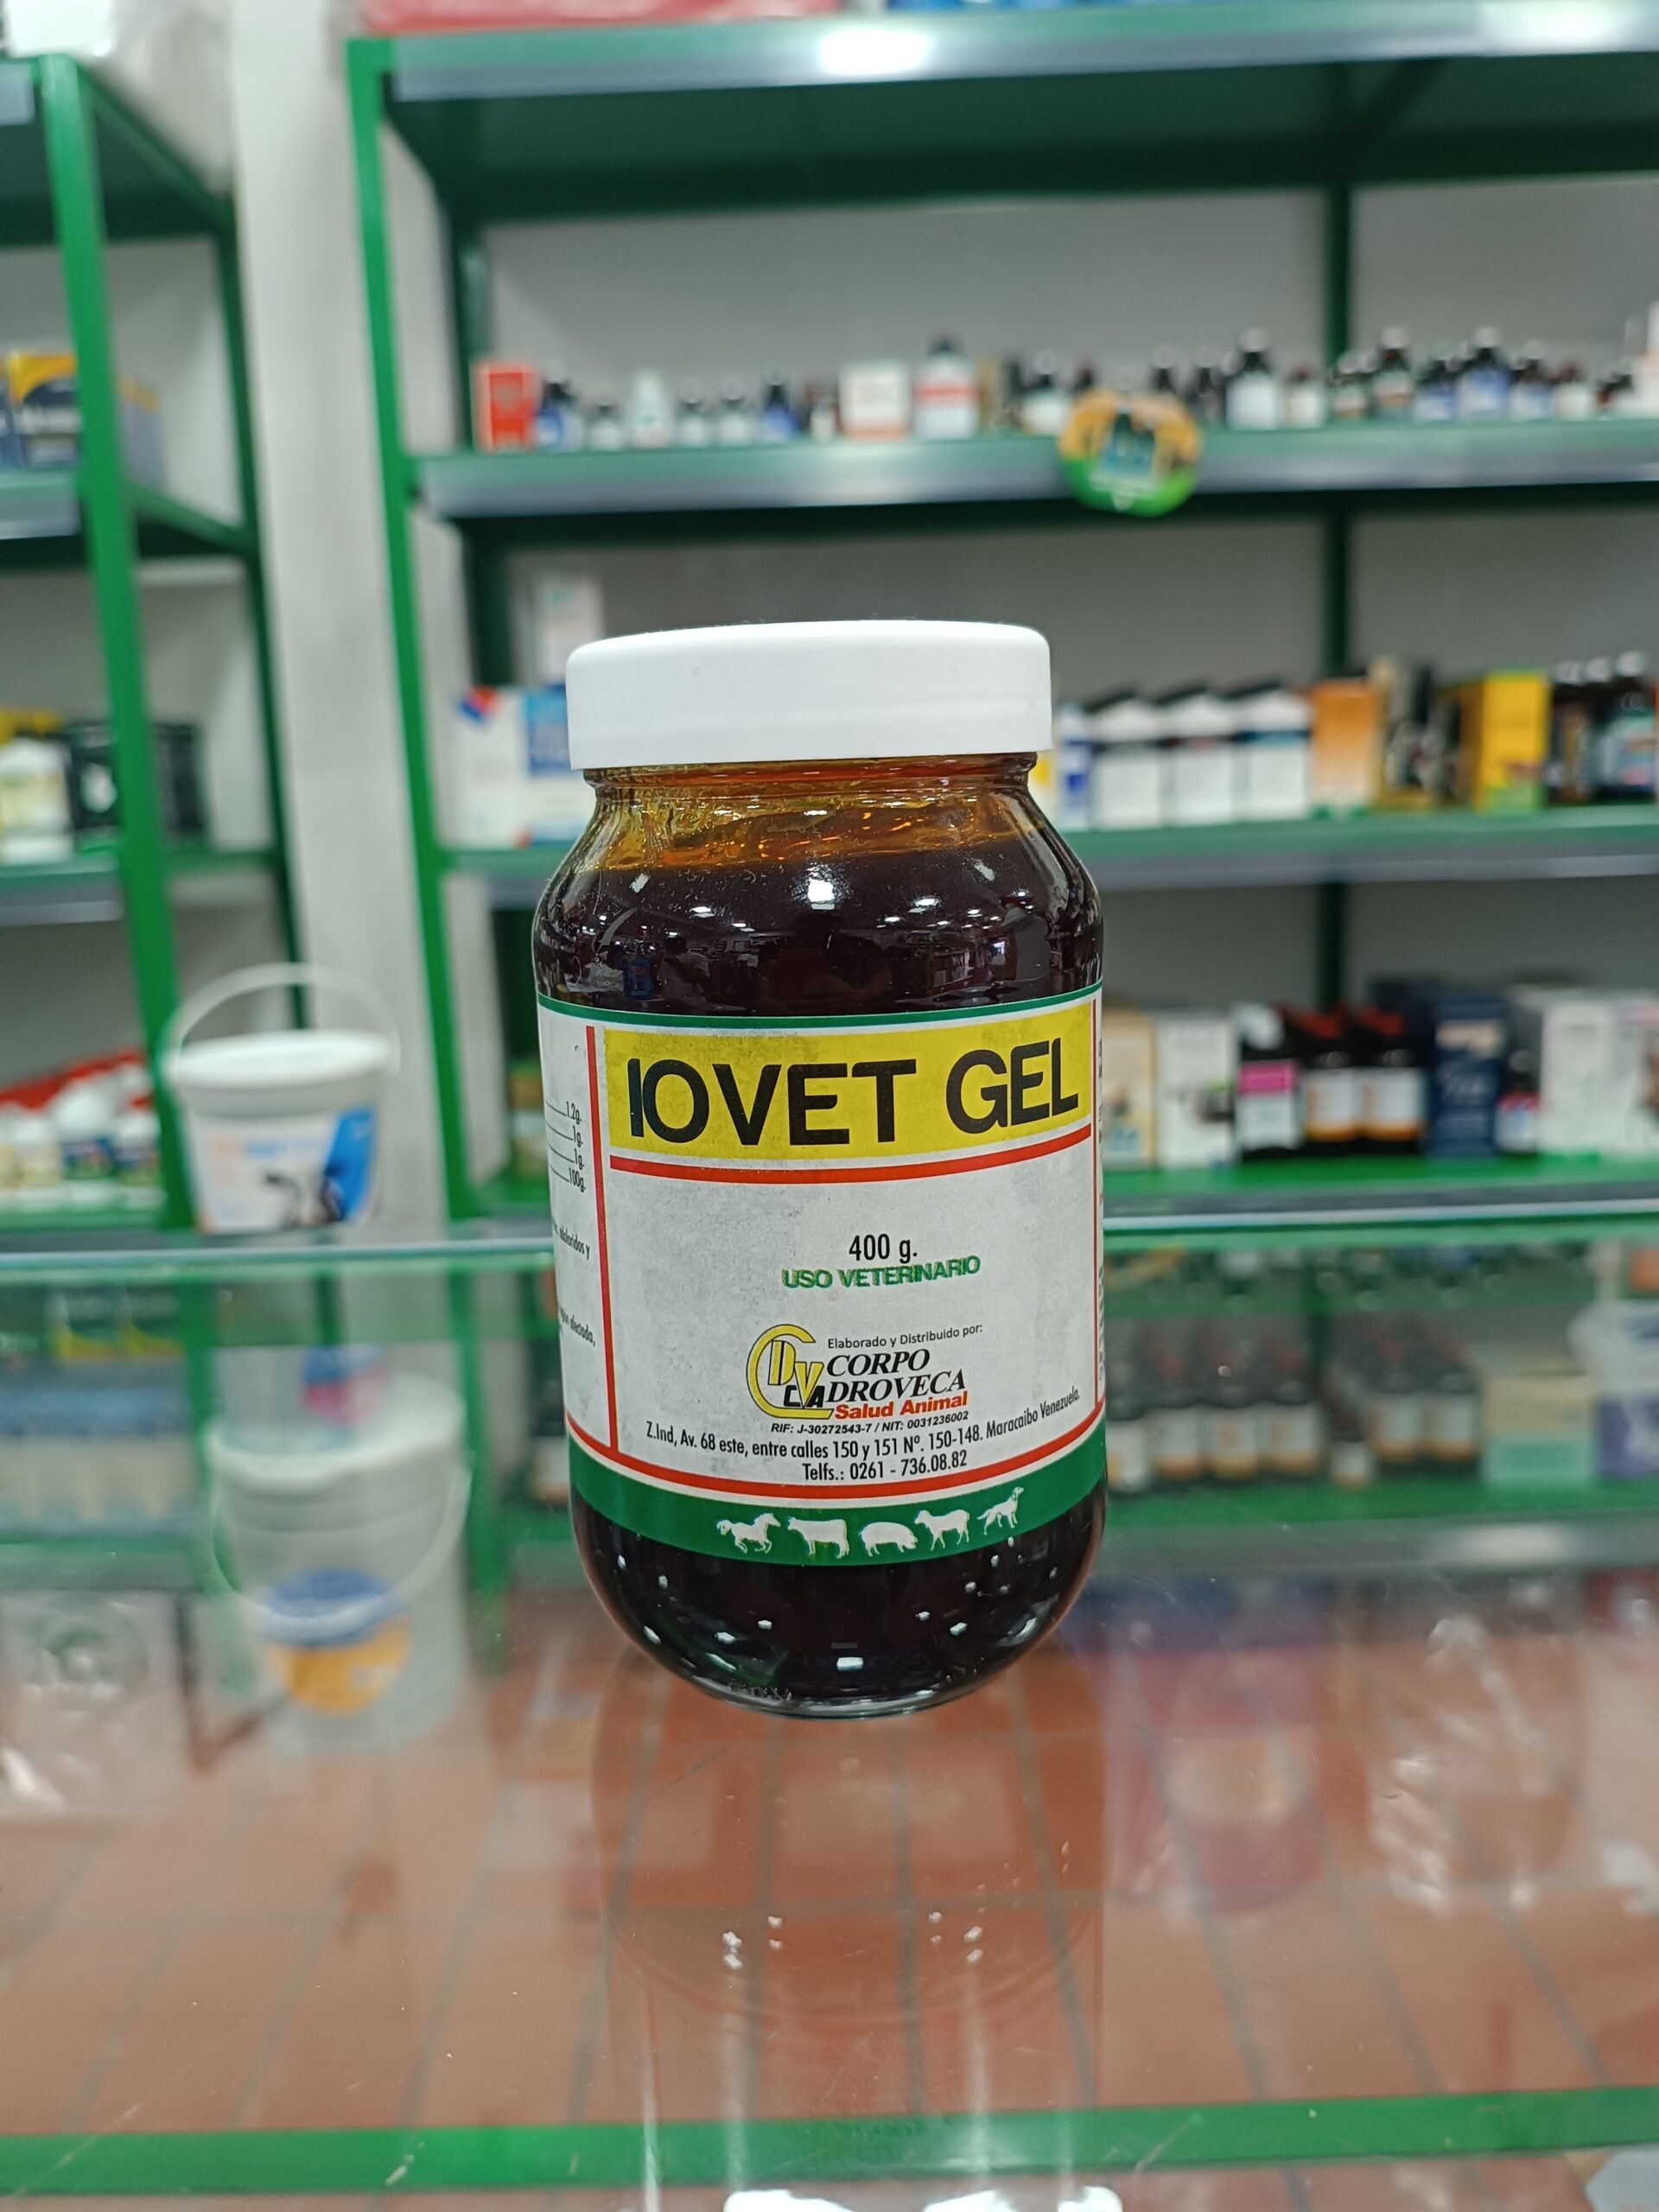 IOVET GEL
1.2g.
1g.
1g.
100g.
400 g.
USO VETERINARIO
Elaborado y Distribuido por:
CDVCA
CORPO
DROVECA
Salud Animal
RIF: J-30272543-7 / NIT: 0031236002
Z.Ind, Av. 68 este, entre calles 150 y 151 Nº. 150-148. Maracaibo Venezuela.
Telfs.: 0261 - 736.08.82